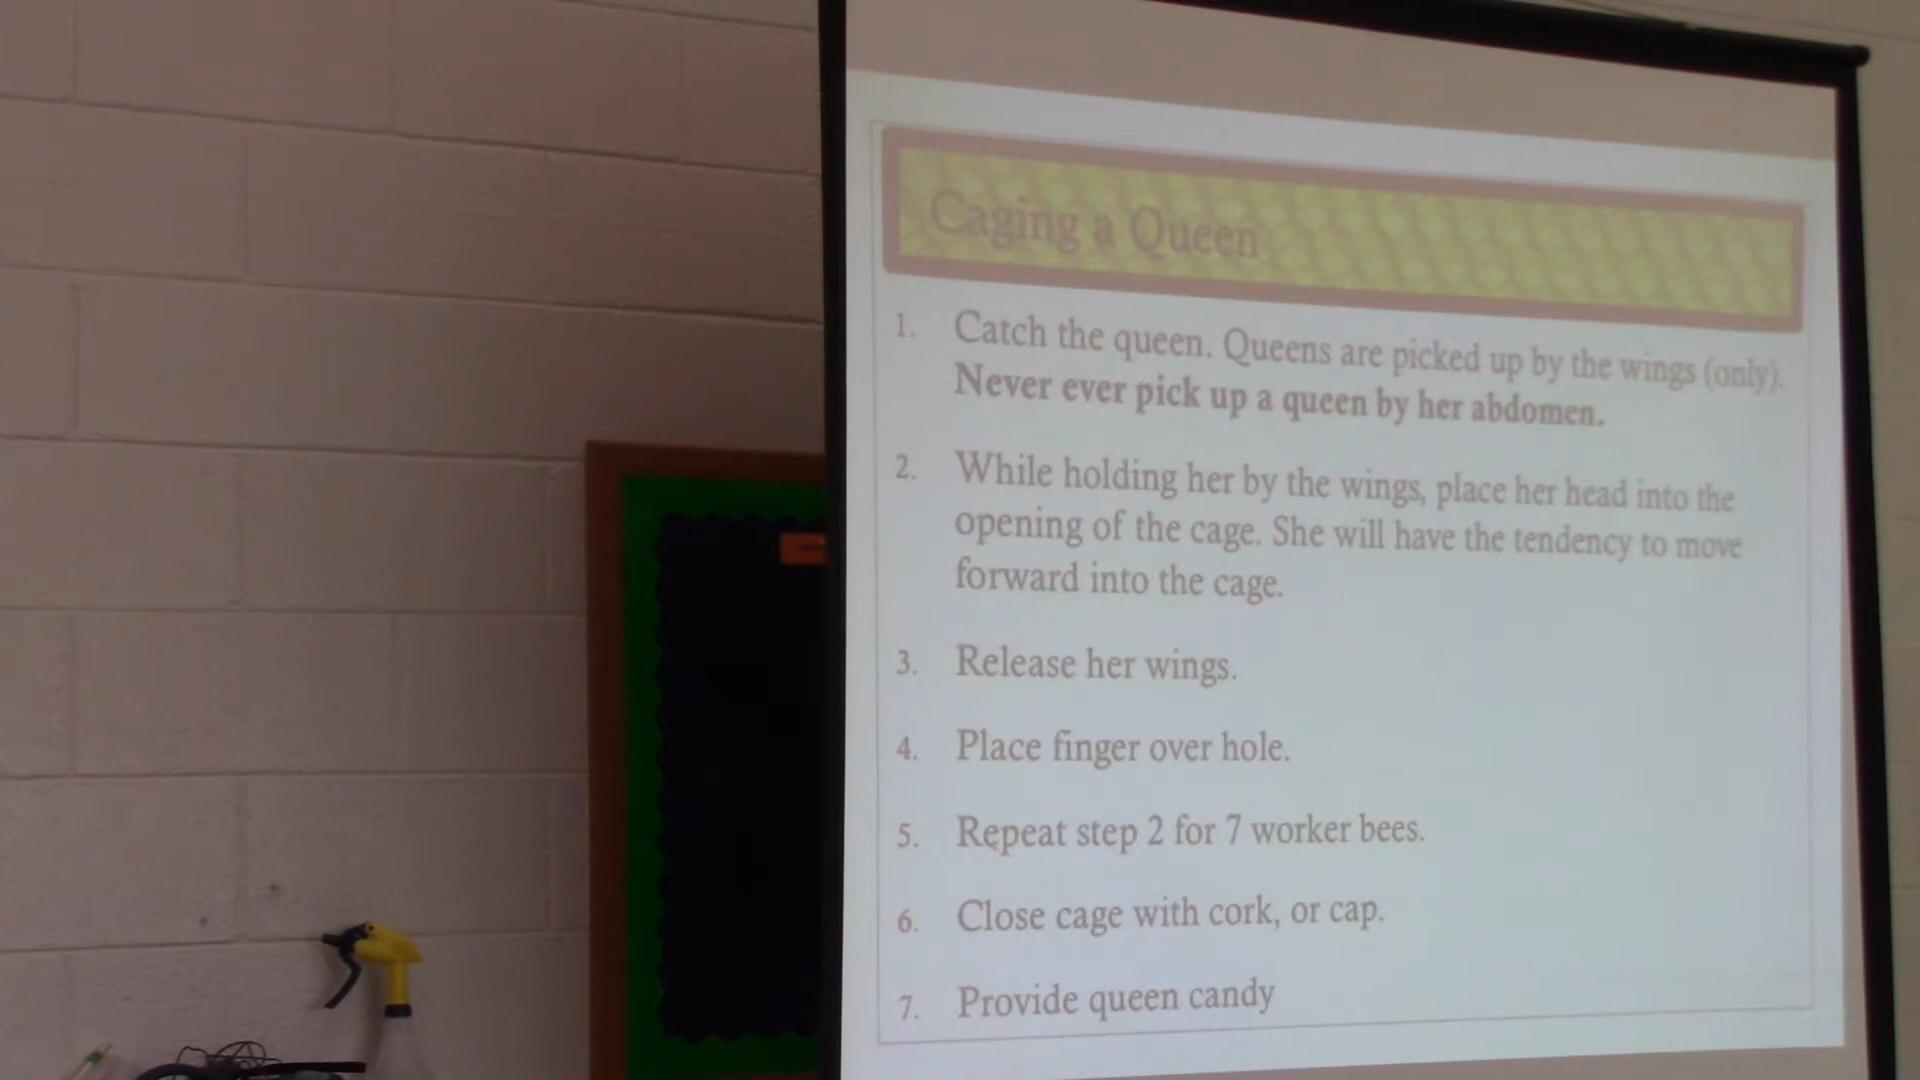 Caging a Queen
1. Catch the queen. Queens are picked up by the wings (only).
Never ever pick up a queen by her abdomen.
2. While holding her by the wings, place her head into the
opening of the cage. She will have the tendency to move
forward into the cage.
3. Release her wings.
4. Place finger over hole.
5. Repeat step 2 for 7 worker bees.
6. Close cage with cork, or cap.
7. Provide queen candy